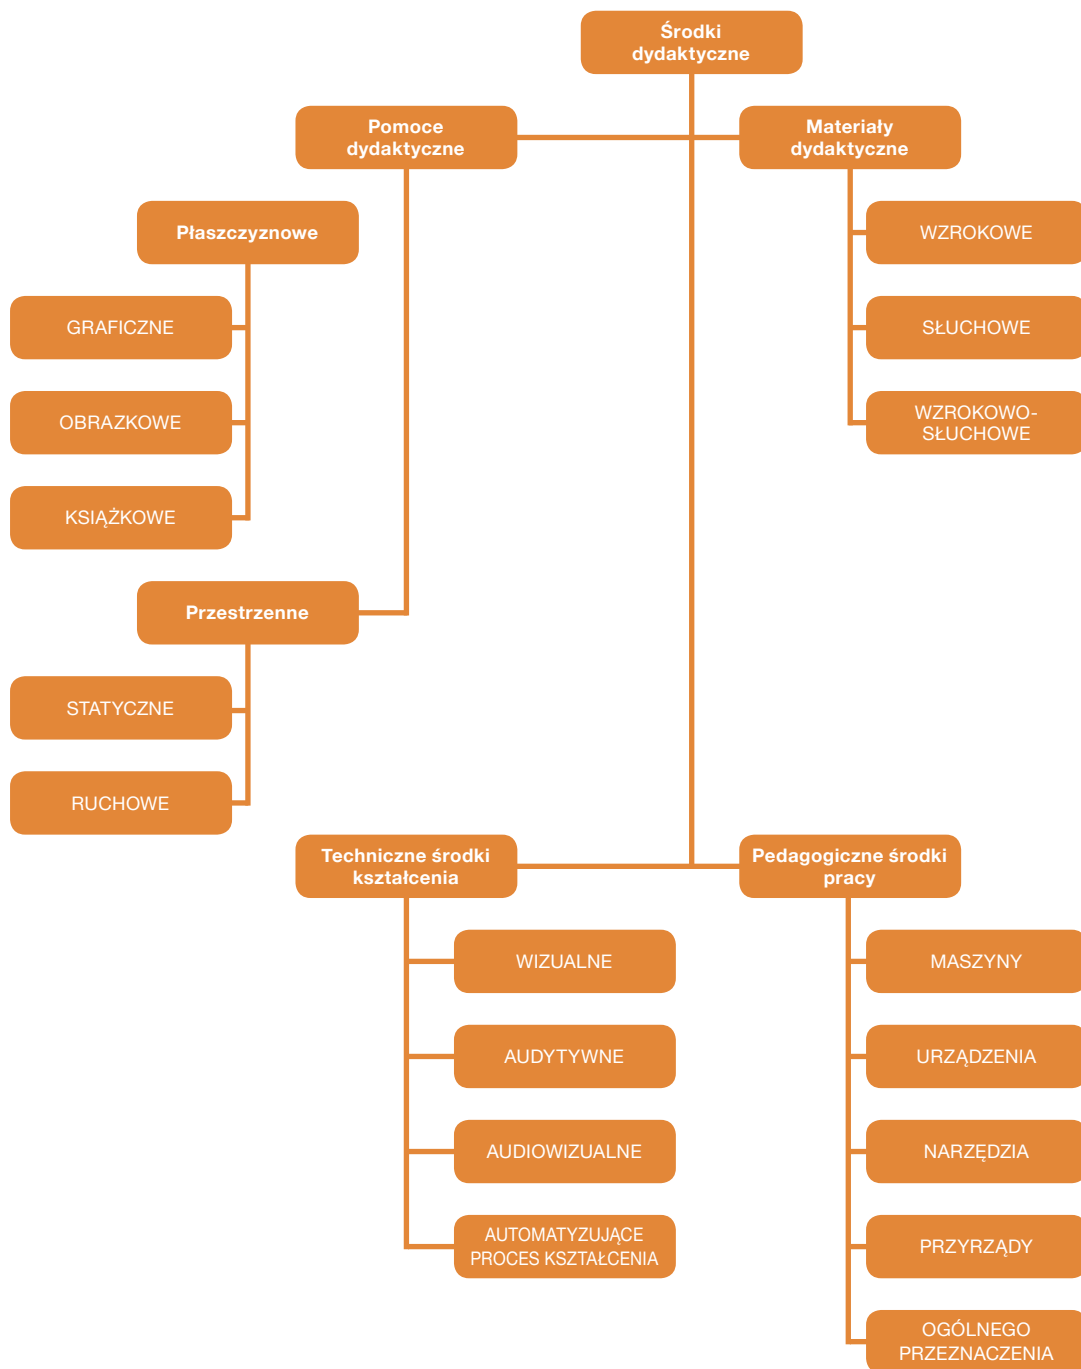 Środki
dydaktyczne
Pomoce
dydaktyczne
Materiały
dydaktyczne
Płaszczyznowe
GRAFICZNE
OBRAZKOWE
KSIĄŻKOWE
Przestrzenne
STATYCZNE
RUCHOWE
WZROKOWE
SŁUCHOWE
WZROKOWO-
SŁUCHOWE
Techniczne środki
kształcenia
WIZUALNE
AUDYTYWNE
AUDIOWIZUALNE
AUTOMATYZUJĄCE
PROCES KSZTAŁCENIA
Pedagogiczne środki
pracy
MASZYNY
URZĄDZENIA
NARZĘDZIA
PRZYRZĄDY
OGÓLNEGO
PRZEZNACZENIA